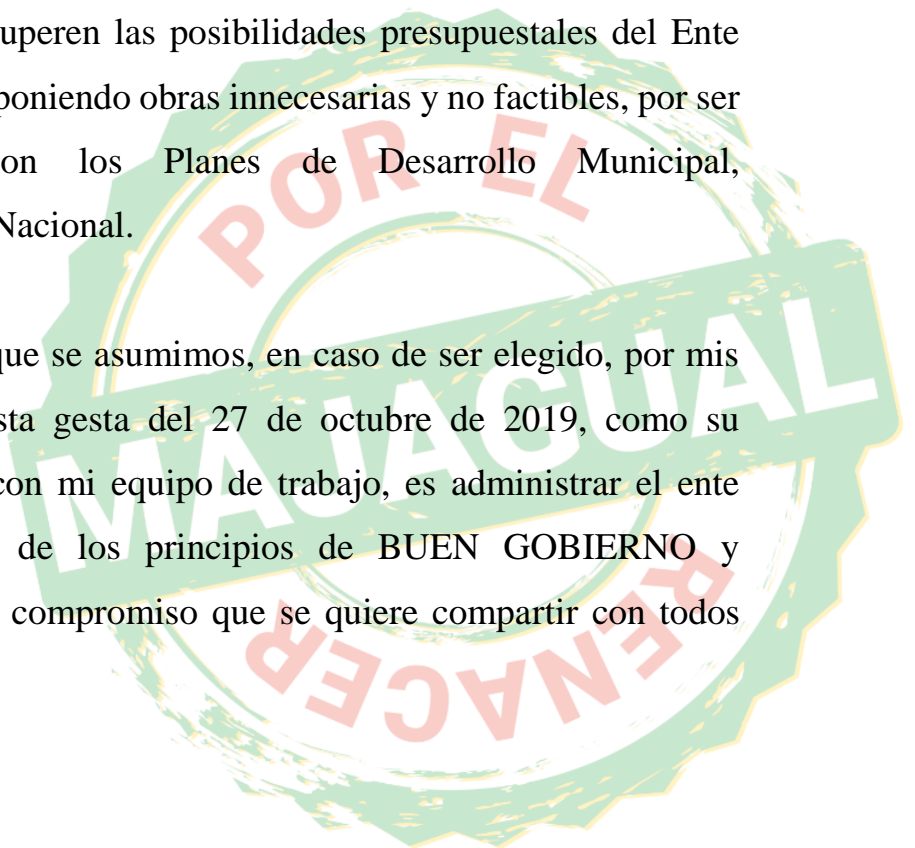 uperen las posibilidades presupuestales del Ente
poniendo obras innecesarias y no factibles, por ser
on los Planes de Desarrollo Municipal,
Nacional.
que se asumimos, en caso de ser elegido, por mis
sta gesta del 27 de octubre de 2019, como su
con mi equipo de trabajo, es administrar el ente
de los principios de BUEN GOBIERNO y
compromiso que se quiere compartir con todos
POR EL
MAJAGUAL
RENACER